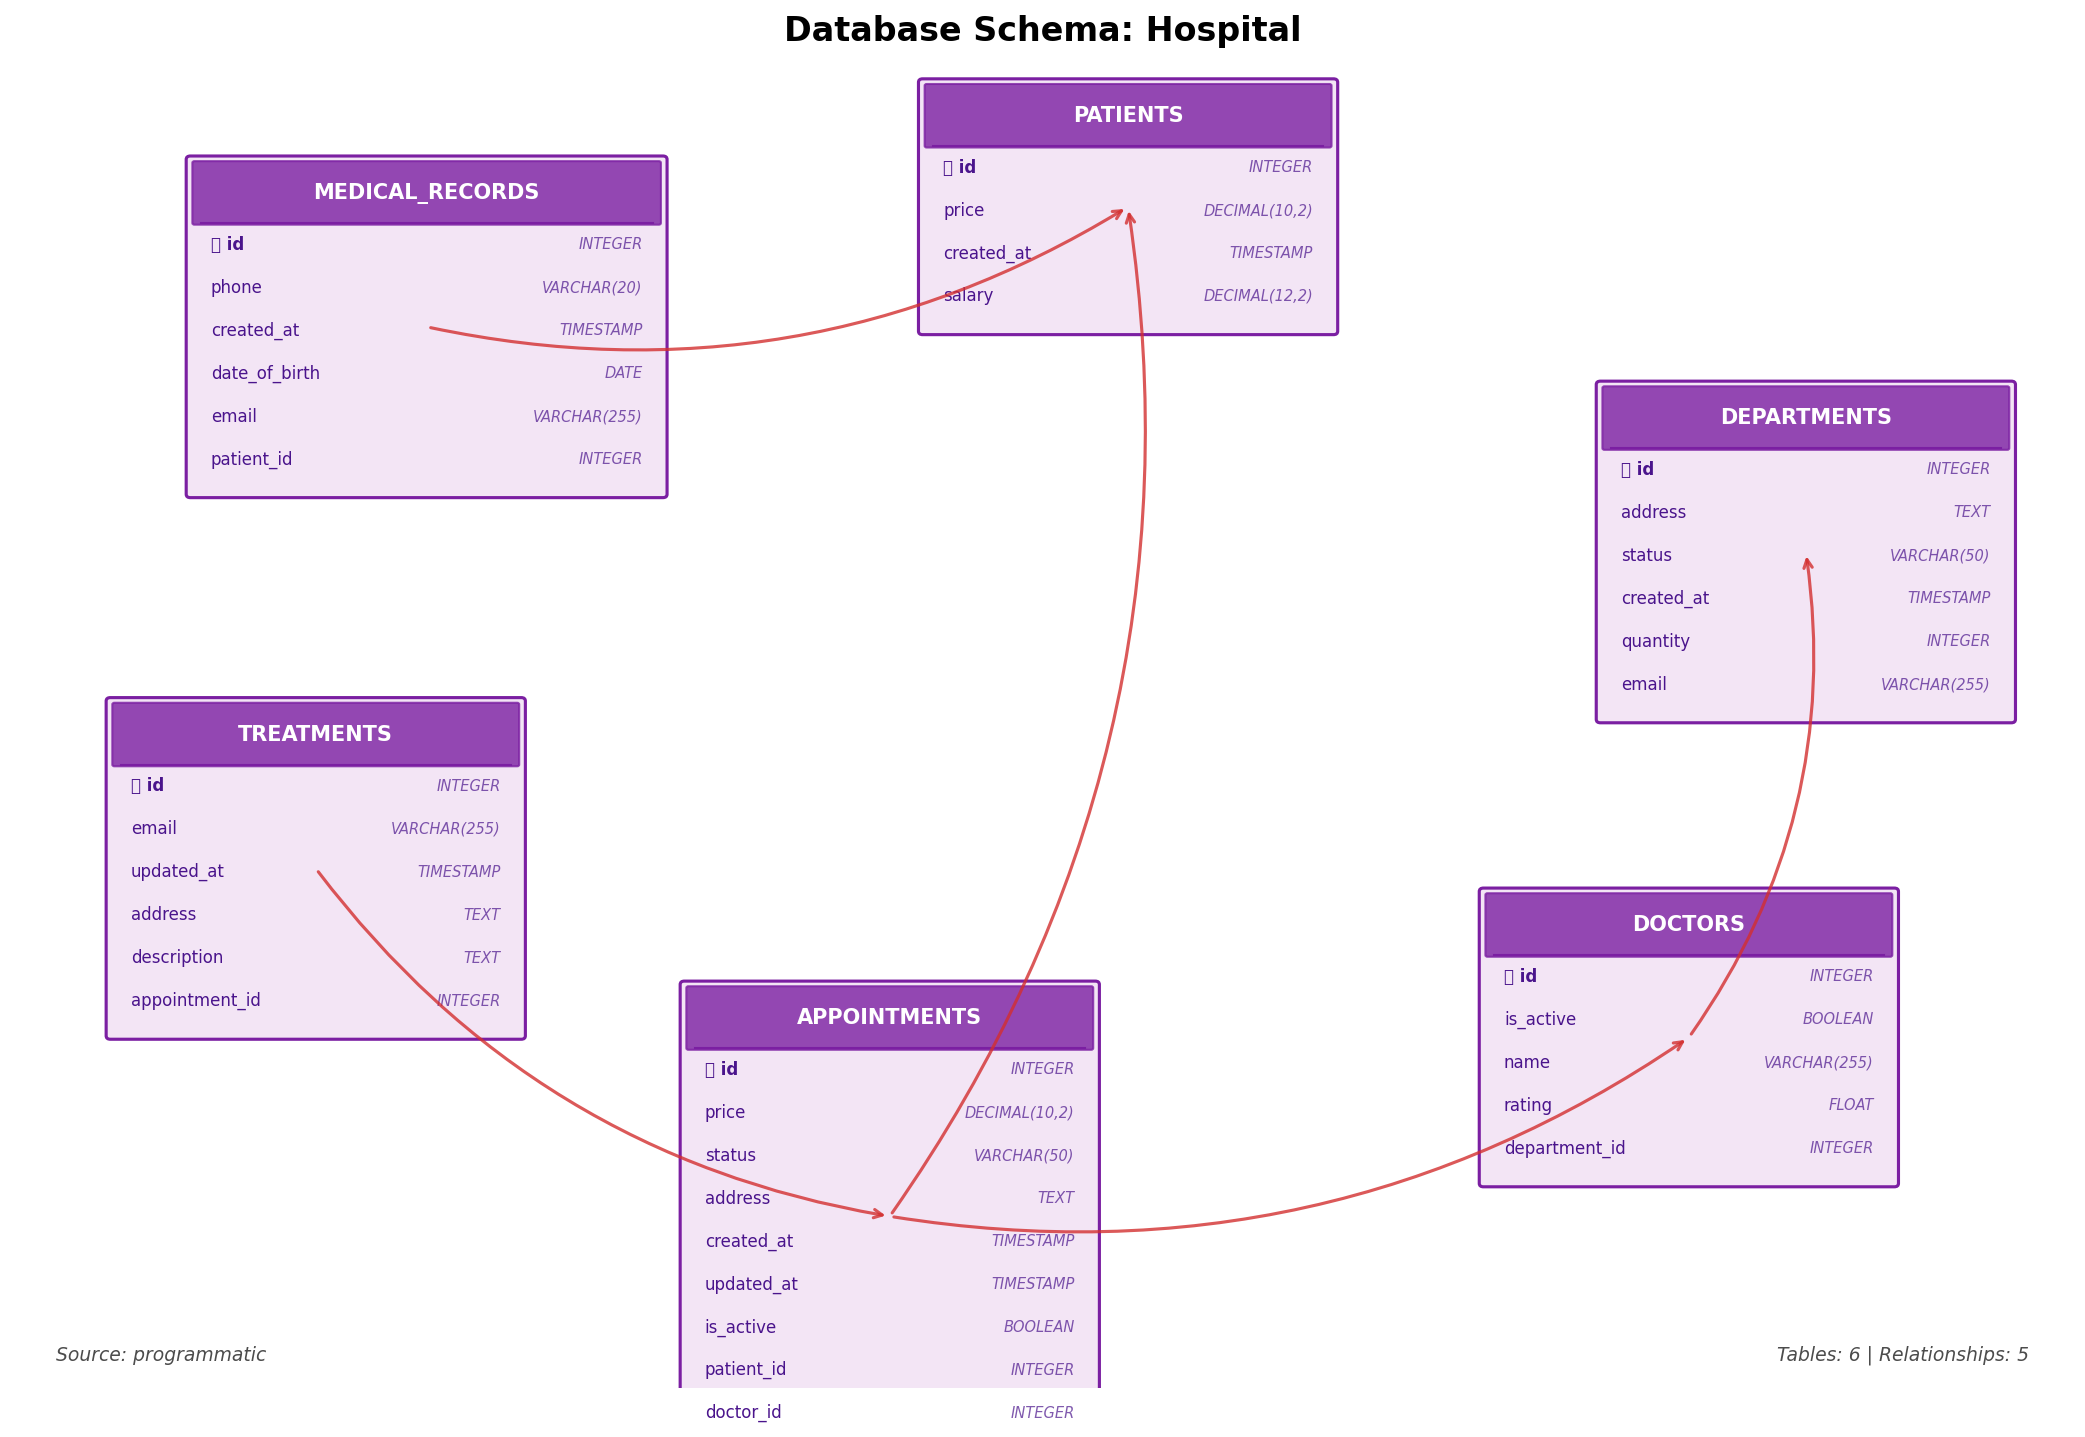 Database Schema: Hospital
PATIENTS
id INTEGER
price DECIMAL(10,2)
created_at TIMESTAMP
salary DECIMAL(12,2)
MEDICAL_RECORDS
id INTEGER
phone VARCHAR(20)
created_at TIMESTAMP
date_of_birth DATE
email VARCHAR(255)
patient_id INTEGER
DEPARTMENTS
id INTEGER
address TEXT
status VARCHAR(50)
created_at TIMESTAMP
quantity INTEGER
email VARCHAR(255)
TREATMENTS
id INTEGER
email VARCHAR(255)
updated_at TIMESTAMP
address TEXT
description TEXT
appointment_id INTEGER
DOCTORS
id INTEGER
is_active BOOLEAN
name VARCHAR(255)
rating FLOAT
department_id INTEGER
APPOINTMENTS
id INTEGER
price DECIMAL(10,2)
status VARCHAR(50)
address TEXT
created_at TIMESTAMP
updated_at TIMESTAMP
is_active BOOLEAN
patient_id INTEGER
doctor_id INTEGER
Source: programmatic
Tables: 6 | Relationships: 5